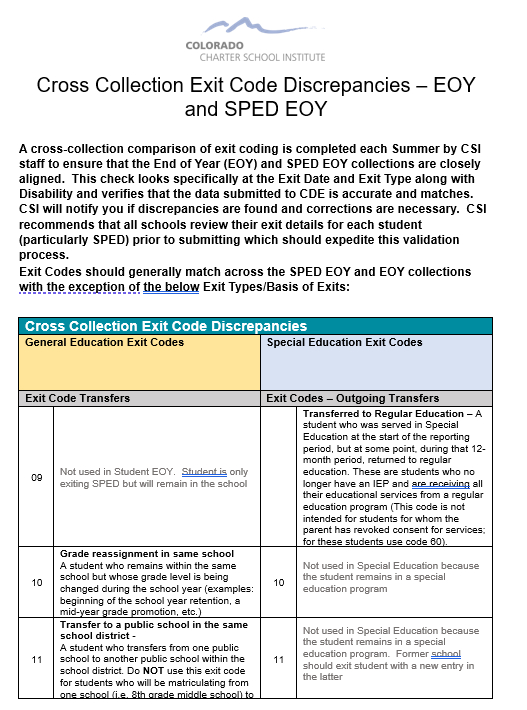 COLORADO
CHARTER SCHOOL INSTITUTE
Cross Collection Exit Code Discrepancies – EOY
and SPED EOY
A cross-collection comparison of exit coding is completed each Summer by CSI
staff to ensure that the End of Year (EOY) and SPED EOY collections are closely
aligned.  This check looks specifically at the Exit Date and Exit Type along with
Disability and verifies that the data submitted to CDE is accurate and matches.
CSI will notify you if discrepancies are found and corrections are necessary.  CSI
recommends that all schools review their exit details for each student
(particularly SPED) prior to submitting which should expedite this validation
process.
Exit Codes should generally match across the SPED EOY and EOY collections
with the exception of the below Exit Types/Basis of Exits:
Cross Collection Exit Code Discrepancies
General Education Exit Codes
Special Education Exit Codes
Exit Code Transfers
Exit Codes – Outgoing Transfers
09
Not used in Student EOY.  Student is only
exiting SPED but will remain in the school
Transferred to Regular Education – A
student who was served in Special
Education at the start of the reporting
period, but at some point, during that 12-
month period, returned to regular
education. These are students who no
longer have an IEP and are receiving all
their educational services from a regular
education program (This code is not
intended for students for whom the
parent has revoked consent for services;
for these students use code 60).
10
Grade reassignment in same school
A student who remains within the same
school but whose grade level is being
changed during the school year (examples:
beginning of the school year retention, a
mid-year grade promotion, etc.)
10
Not used in Special Education because
the student remains in a special
education program
11
Transfer to a public school in the same
school district -
A student who transfers from one public
school to another public school within the
school district. Do NOT use this exit code
for students who will be matriculating from
one school (i.e. 8th grade middle school) to
11
Not used in Special Education because
the student remains in a special
education program.  Former school
should exit student with a new entry in
the latter